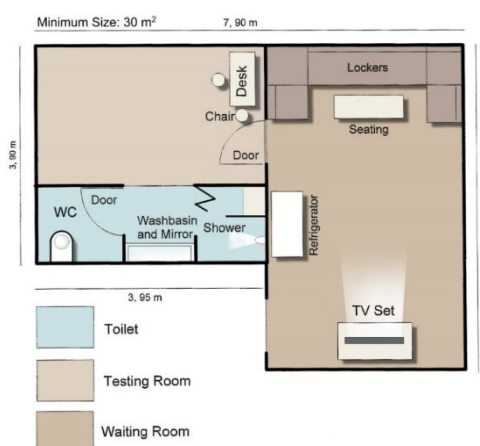 Minimum Size: 30 m²
7, 90 m
Desk
Lockers
Chair
Seating
3, 90 m
Door
WC
Door
Washbasin
and Mirror
Shower
Refrigerator
3, 95 m
TV Set
Toilet
Testing Room
Waiting Room